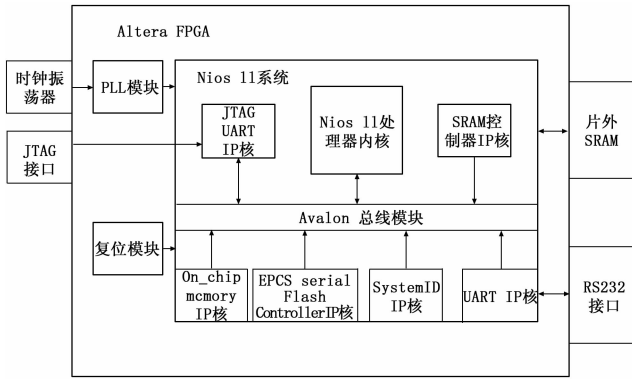 Altera FPGA
时钟振
荡器
PLL模块
Nios ll系统
JTAG
UART
IP核
Nios ll处
理器内核
SRAM控
制器IP核
片外
SRAM
JTAG
接口
Avalon 总线模块
复位模块
On_chip
mcmory
IP核
EPCS serial
Flash
ControllerIP核
SystemID
IP核
UART IP核
RS232
接口